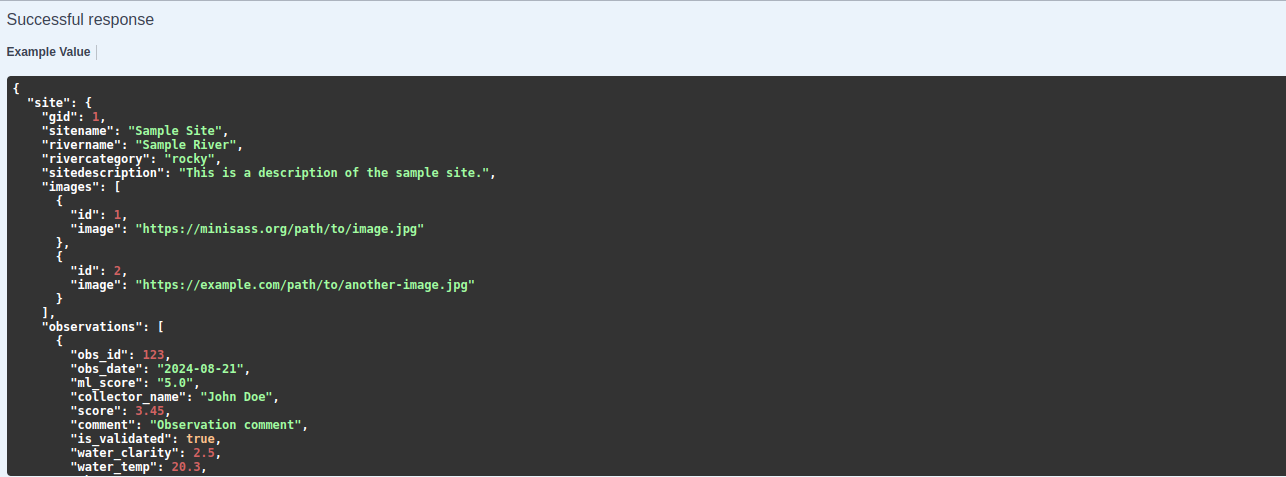 Successful response
Example Value
{
  "site": {
    "gid": 1,
    "sitename": "Sample Site",
    "rivername": "Sample River",
    "rivercategory": "rocky",
    "sitedescription": "This is a description of the sample site.",
    "images": [
      {
        "id": 1,
        "image": "https://minisass.org/path/to/image.jpg"
      },
      {
        "id": 2,
        "image": "https://example.com/path/to/another-image.jpg"
      }
    ],
    "observations": [
      {
        "obs_id": 123,
        "obs_date": "2024-08-21",
        "ml_score": "5.0",
        "collector_name": "John Doe",
        "score": 3.45,
        "comment": "Observation comment",
        "is_validated": true,
        "water_clarity": 2.5,
        "water_temp": 20.3,